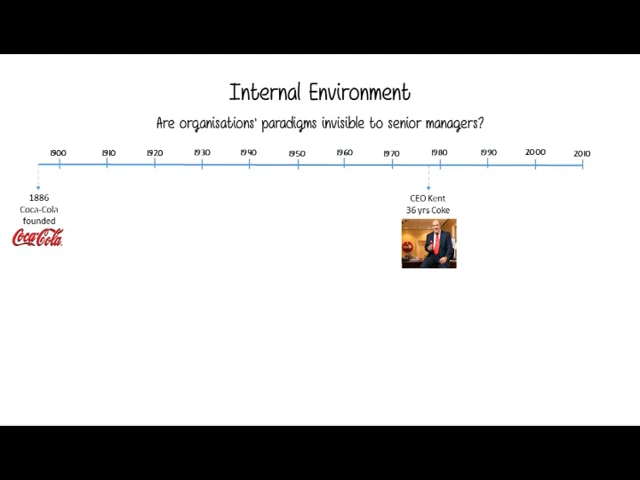 Internal Environment
Are organisations' paradigms invisible to senior managers?
1900 1910 1920 1930 1940 1950 1960 1970 1980 1990 2000 2010
1886
Coca-Cola
founded
Coca-Cola
CEO Kent
36 yrs Coke